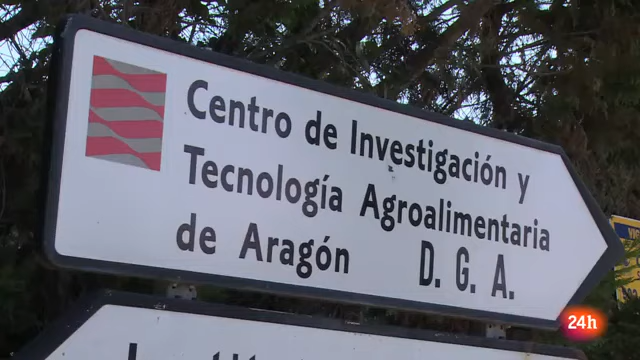 Centro de Investigación y
Tecnología Agroalimentaria
de Aragón D. G. A.
24h